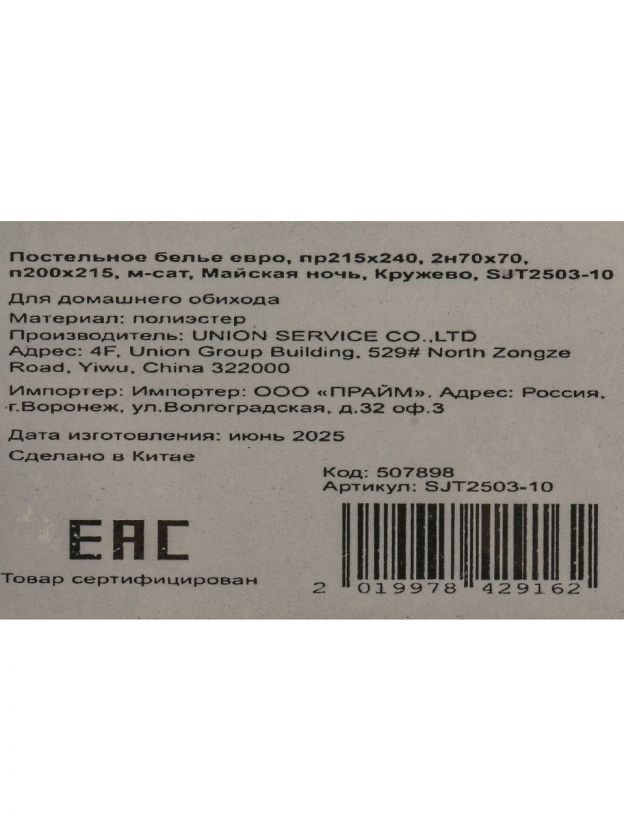 Постельное белье евро, пр215х240, 2н70х70,
п200х215, м-сат, Майская ночь, Кружево, SJT2503-10
Для домашнего обихода
Материал: полиэстер
Производитель: UNION SERVICE CO.,LTD
Адрес: 4F, Union Group Building, 529# North Zongze
Road, Yiwu, China 322000
Импортер: Импортер: ООО «ПРАЙМ». Адрес: Россия,
г.Воронеж, ул.Волгоградская, д.32 оф.3
Дата изготовления: июнь 2025
Сделано в Китае
Код: 507898
Артикул: SJT2503-10
EAC
Товар сертифицирован
2 019978 429162